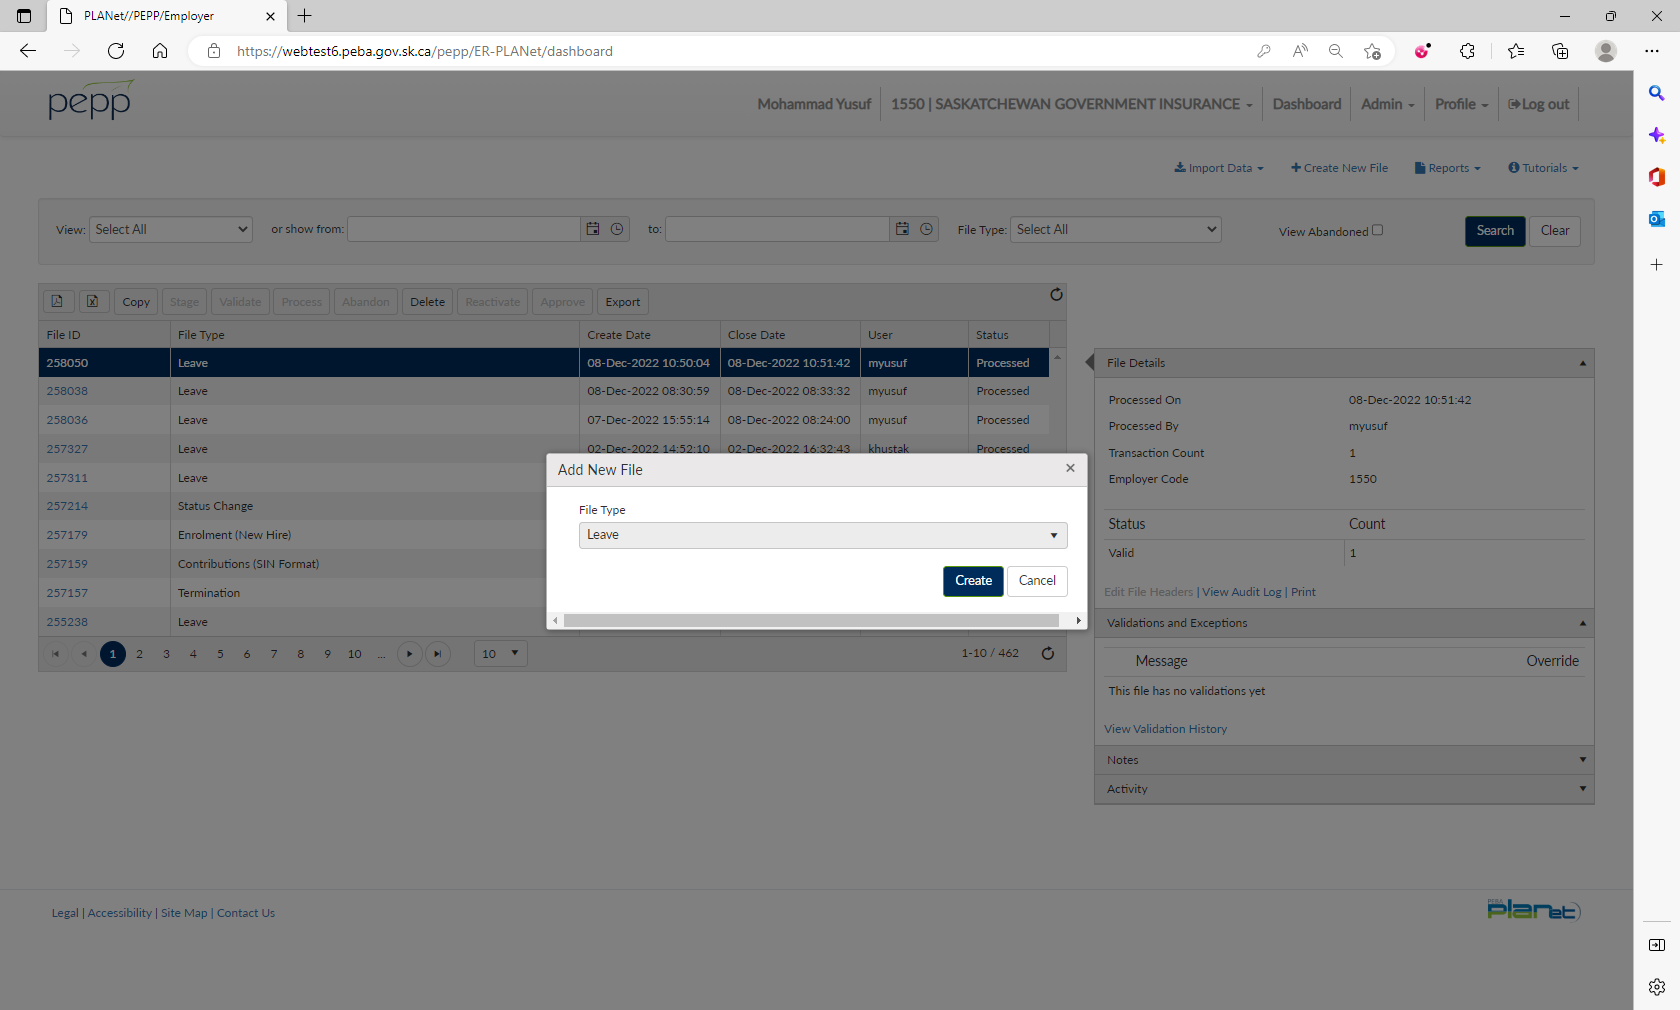 PLANet//PEPP/Employer
https://webtest6.peba.gov.sk.ca/pepp/ER-PLANet/dashboard
pepp
Mohammad Yusuf 1550 | SASKATCHEWAN GOVERNMENT INSURANCE Dashboard Admin Profile Log out
Import Data Create New File Reports Tutorials
View: Select All or show from: to: File Type: Select All View Abandoned Search Clear
Copy Stage Validate Process Abandon Delete Reactivate Approve Export
File ID File Type Create Date Close Date User Status
258050 Leave 08-Dec-2022 10:50:04 08-Dec-2022 10:51:42 myusuf Processed
258038 Leave 08-Dec-2022 08:30:59 08-Dec-2022 08:33:32 myusuf Processed
258036 Leave 07-Dec-2022 15:55:14 08-Dec-2022 08:24:00 myusuf Processed
257327 Leave 02-Dec-2022 14:52:10 02-Dec-2022 16:32:43 khustak Processed
257311 Leave
257214 Status Change
257179 Enrolment (New Hire)
257159 Contributions (SIN Format)
257157 Termination
255238 Leave
1 2 3 4 5 6 7 8 9 10 ... 10 1-10 / 462
Add New File
File Type
Leave
Create Cancel
File Details
Processed On 08-Dec-2022 10:51:42
Processed By myusuf
Transaction Count 1
Employer Code 1550
Status Count
Valid 1
Edit File Headers | View Audit Log | Print
Validations and Exceptions
Message Override
This file has no validations yet
View Validation History
Notes
Activity
Legal | Accessibility | Site Map | Contact Us
PEBA
planet